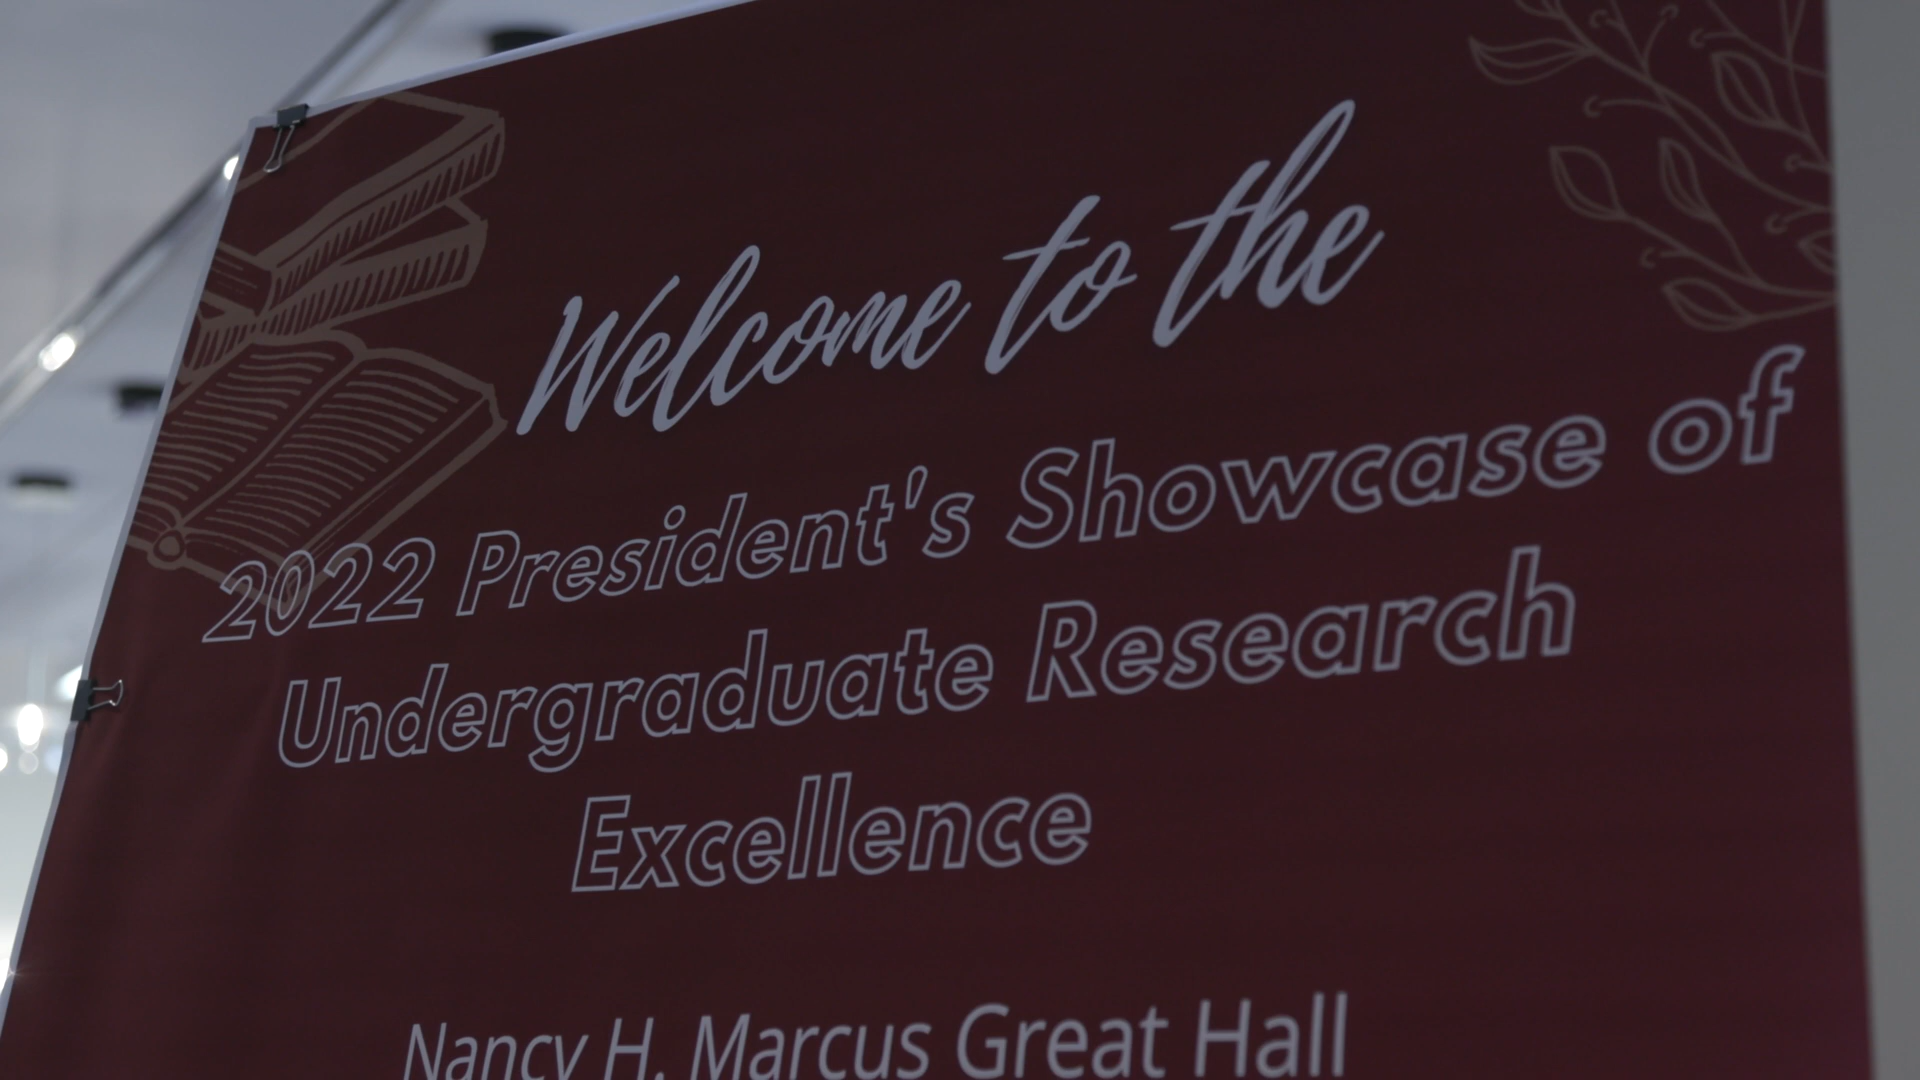 Welcome to the
2022 President's Showcase of
Undergraduate Research
Excellence
Nancy H. Marcus Great Hall